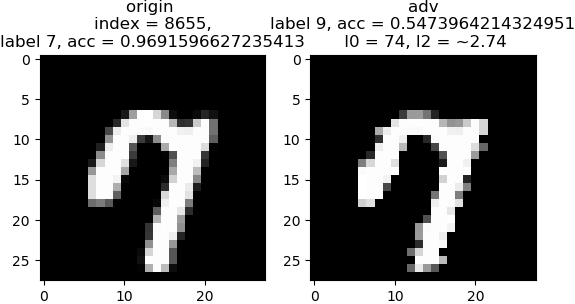 origin
index = 8655,
label 7, acc = 0.9691596627235413
adv
label 9, acc = 0.5473964214324951
l0 = 74, l2 = ~2.74
0
5
10
15
20
25
0 10 20
0
5
10
15
20
25
0 10 20